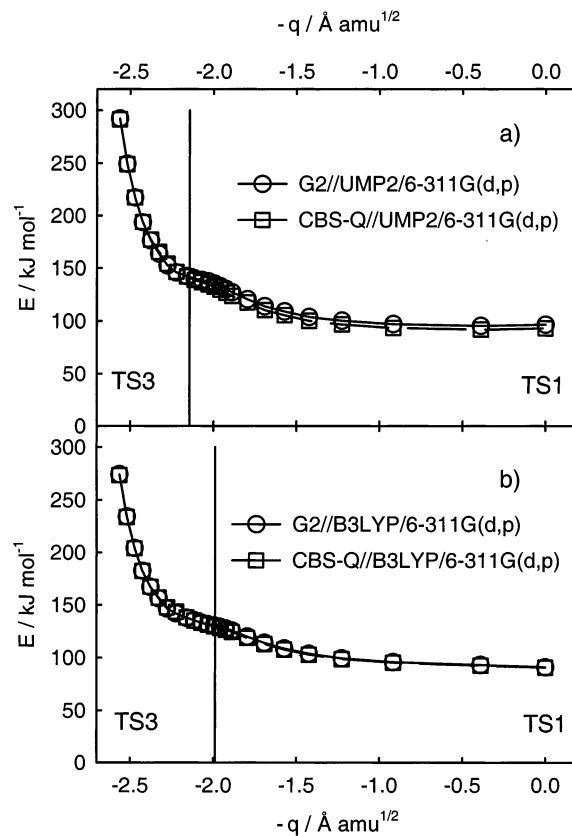 - q / Å amu1/2
-2.5 -2.0 -1.5 -1.0 -0.5 0.0
300
250
200
150
100
50
0
E / kJ mol-1
a)
G2//UMP2/6-311G(d,p)
CBS-Q//UMP2/6-311G(d,p)
TS3
TS1
300
250
200
150
100
50
0
E / kJ mol-1
b)
G2//B3LYP/6-311G(d,p)
CBS-Q//B3LYP/6-311G(d,p)
TS3
TS1
-2.5 -2.0 -1.5 -1.0 -0.5 0.0
- q / Å amu1/2